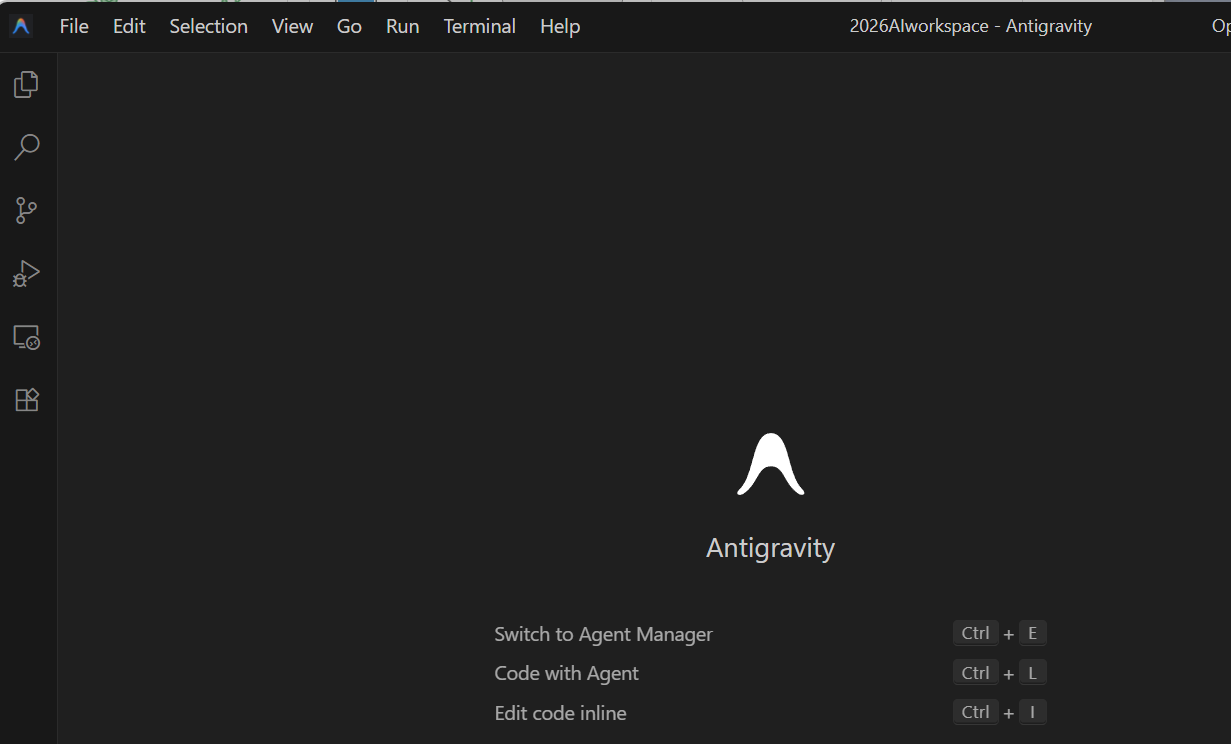 File Edit Selection View Go Run Terminal Help 2026AIworkspace - Antigravity Op
Antigravity
Switch to Agent Manager Ctrl + E
Code with Agent Ctrl + L
Edit code inline Ctrl + I